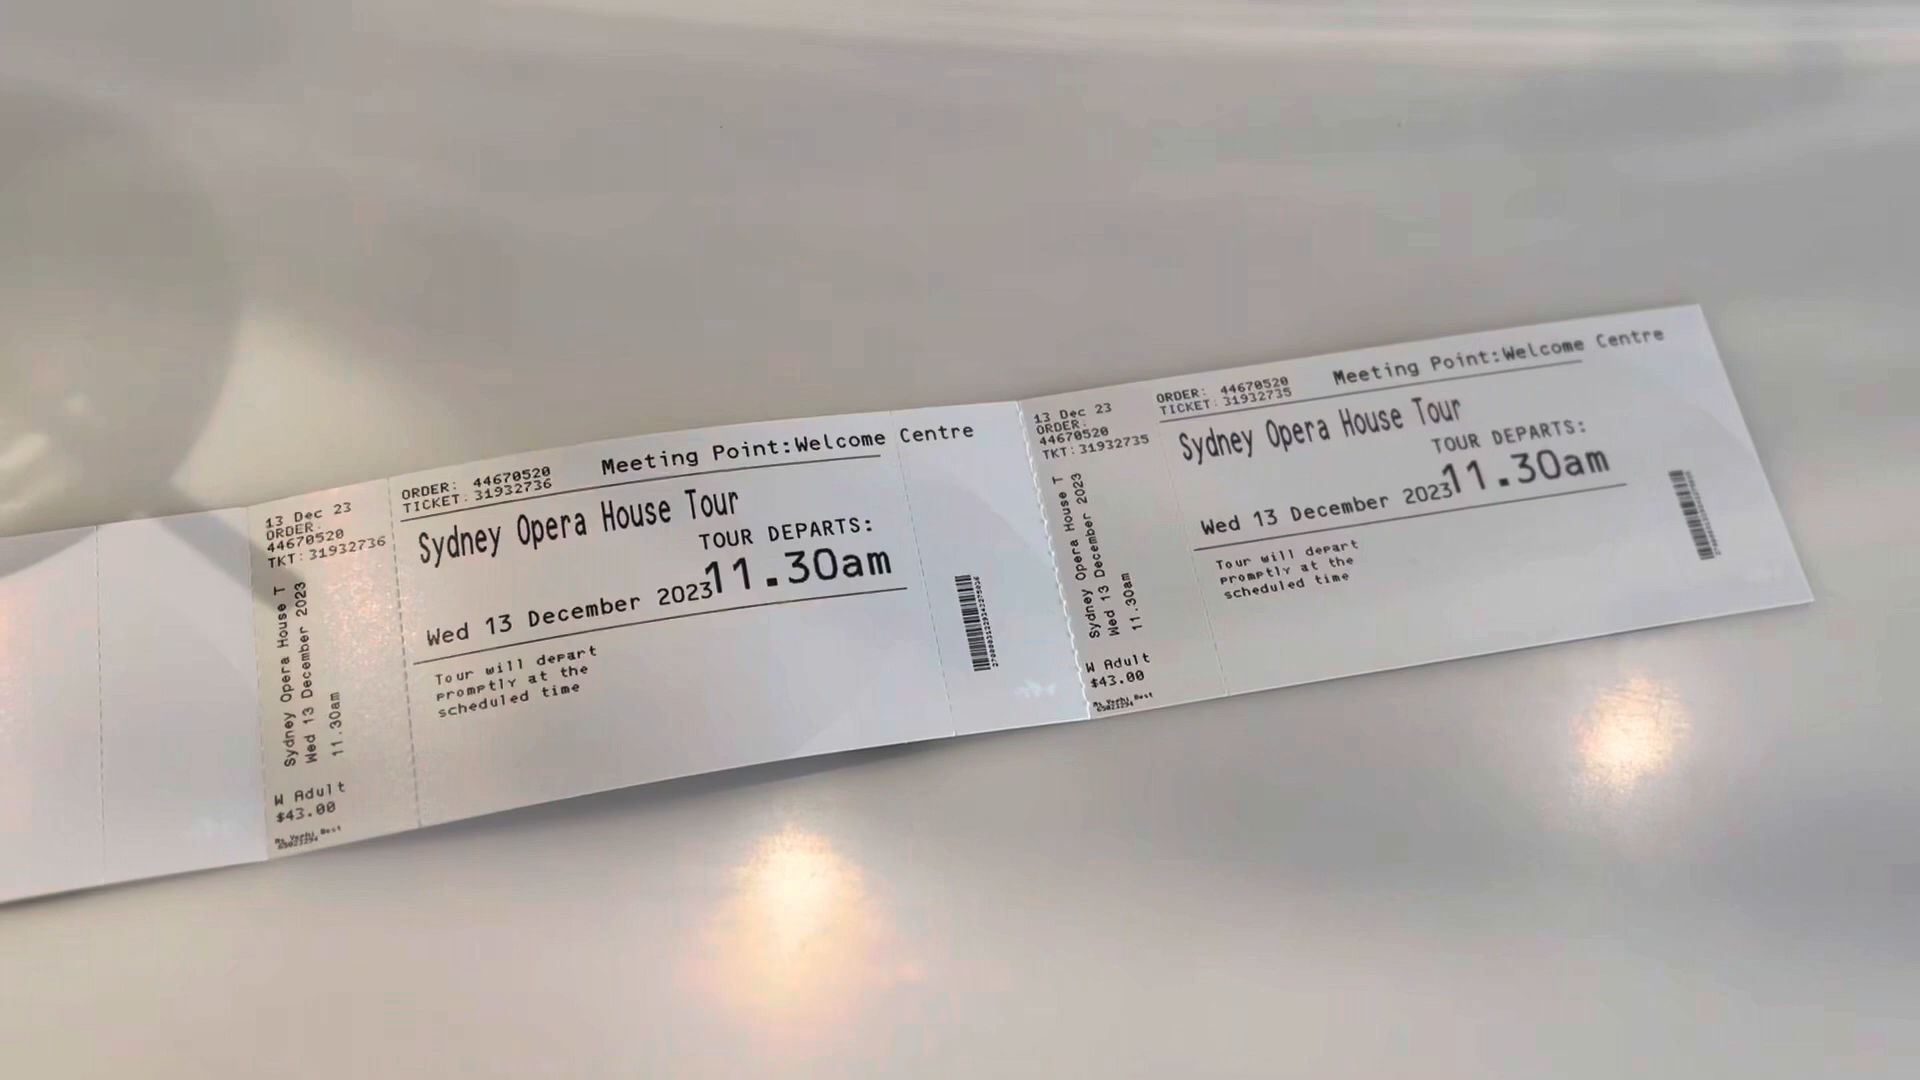 13 Dec 23
ORDER:
44670520
TKT:31932736
Sydney Opera House T
Wed 13 December 2023
11.30am
W Adult
$43.00
ORDER: 44670520
TICKET:31932736
Meeting Point:Welcome Centre
Sydney Opera House Tour
TOUR DEPARTS:
Wed 13 December 2023
11.30am
Tour will depart
promptly at the
scheduled time
13 Dec 23
ORDER:
44670520
TKT:31932735
Sydney Opera House T
Wed 13 December 2023
11.30am
W Adult
$43.00
ORDER: 44670520
TICKET:31932735
Meeting Point:Welcome Centre
Sydney Opera House Tour
TOUR DEPARTS:
Wed 13 December 2023
11.30am
Tour will depart
promptly at the
scheduled time